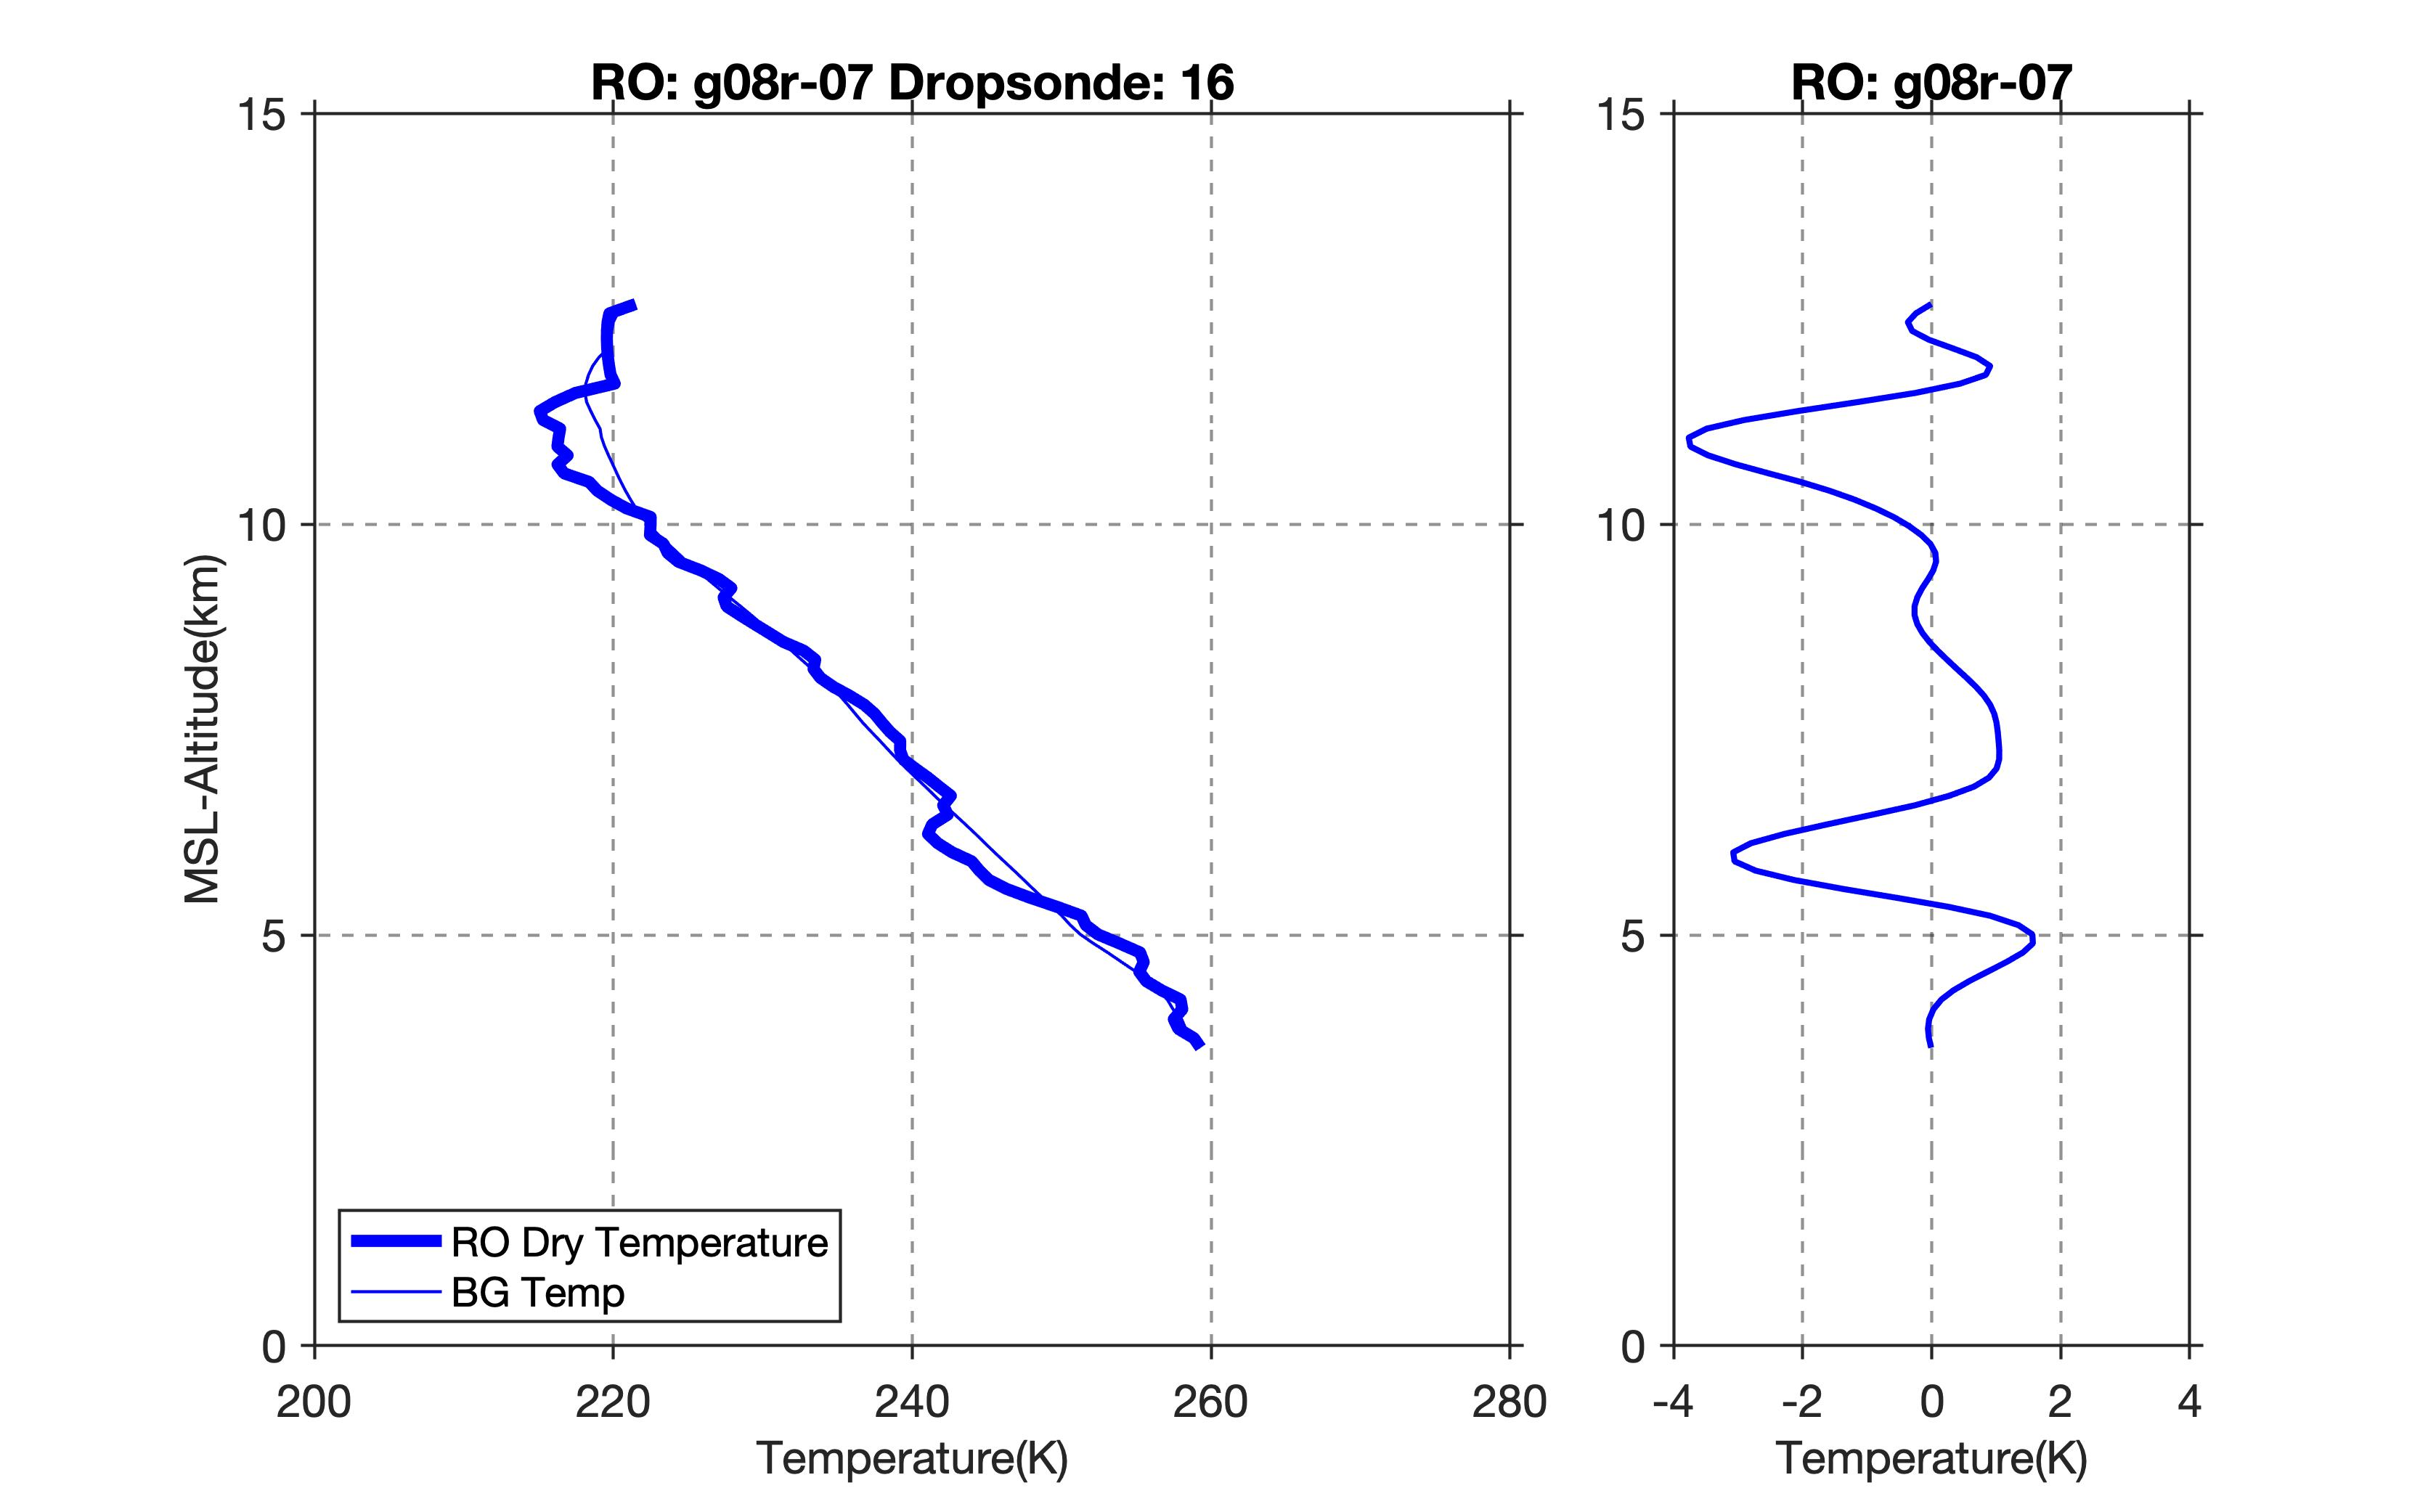 RO: g08r-07 Dropsonde: 16
15
10
5
0
MSL-Altitude(km)
RO Dry Temperature
BG Temp
200 220 240 260 280
Temperature(K)
RO: g08r-07
15
10
5
0
-4 -2 0 2 4
Temperature(K)